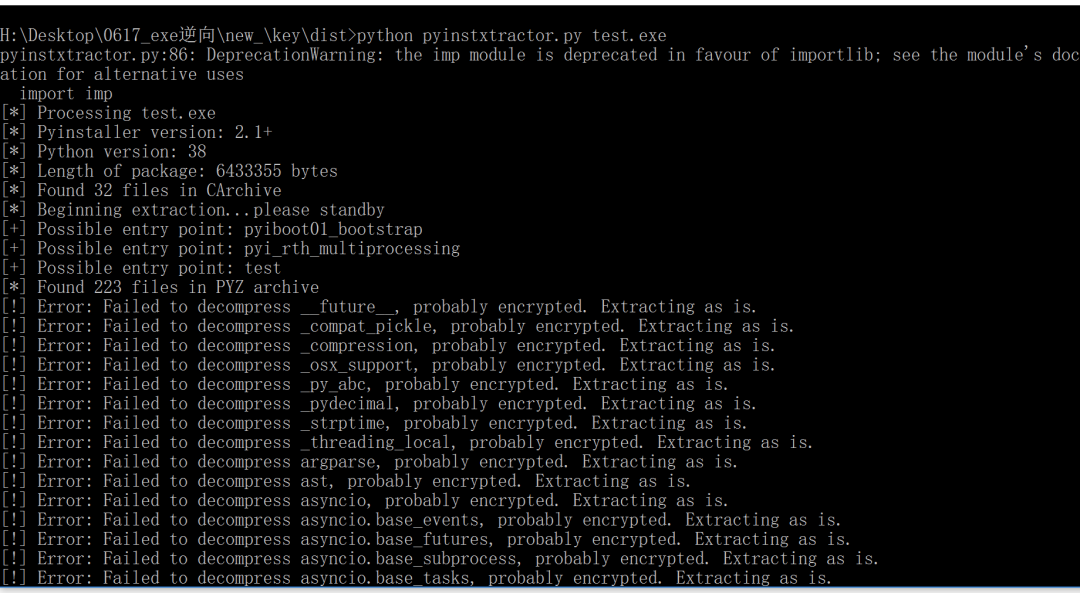 H:\Desktop\0617_exe逆向\new_\key\dist>python pyinstxtractor.py test.exe
pyinstxtractor.py:86: DeprecationWarning: the imp module is deprecated in favour of importlib; see the module's doc
ation for alternative uses
  import imp
[*] Processing test.exe
[*] Pyinstaller version: 2.1+
[*] Python version: 38
[*] Length of package: 6433355 bytes
[*] Found 32 files in CArchive
[*] Beginning extraction...please standby
[+] Possible entry point: pyiboot01_bootstrap
[+] Possible entry point: pyi_rth_multiprocessing
[+] Possible entry point: test
[*] Found 223 files in PYZ archive
[!] Error: Failed to decompress __future__, probably encrypted. Extracting as is.
[!] Error: Failed to decompress _compat_pickle, probably encrypted. Extracting as is.
[!] Error: Failed to decompress _compression, probably encrypted. Extracting as is.
[!] Error: Failed to decompress _osx_support, probably encrypted. Extracting as is.
[!] Error: Failed to decompress _py_abc, probably encrypted. Extracting as is.
[!] Error: Failed to decompress _pydecimal, probably encrypted. Extracting as is.
[!] Error: Failed to decompress _strptime, probably encrypted. Extracting as is.
[!] Error: Failed to decompress _threading_local, probably encrypted. Extracting as is.
[!] Error: Failed to decompress argparse, probably encrypted. Extracting as is.
[!] Error: Failed to decompress ast, probably encrypted. Extracting as is.
[!] Error: Failed to decompress asyncio, probably encrypted. Extracting as is.
[!] Error: Failed to decompress asyncio.base_events, probably encrypted. Extracting as is.
[!] Error: Failed to decompress asyncio.base_futures, probably encrypted. Extracting as is.
[!] Error: Failed to decompress asyncio.base_subprocess, probably encrypted. Extracting as is.
[!] Error: Failed to decompress asyncio.base_tasks, probably encrypted. Extracting as is.